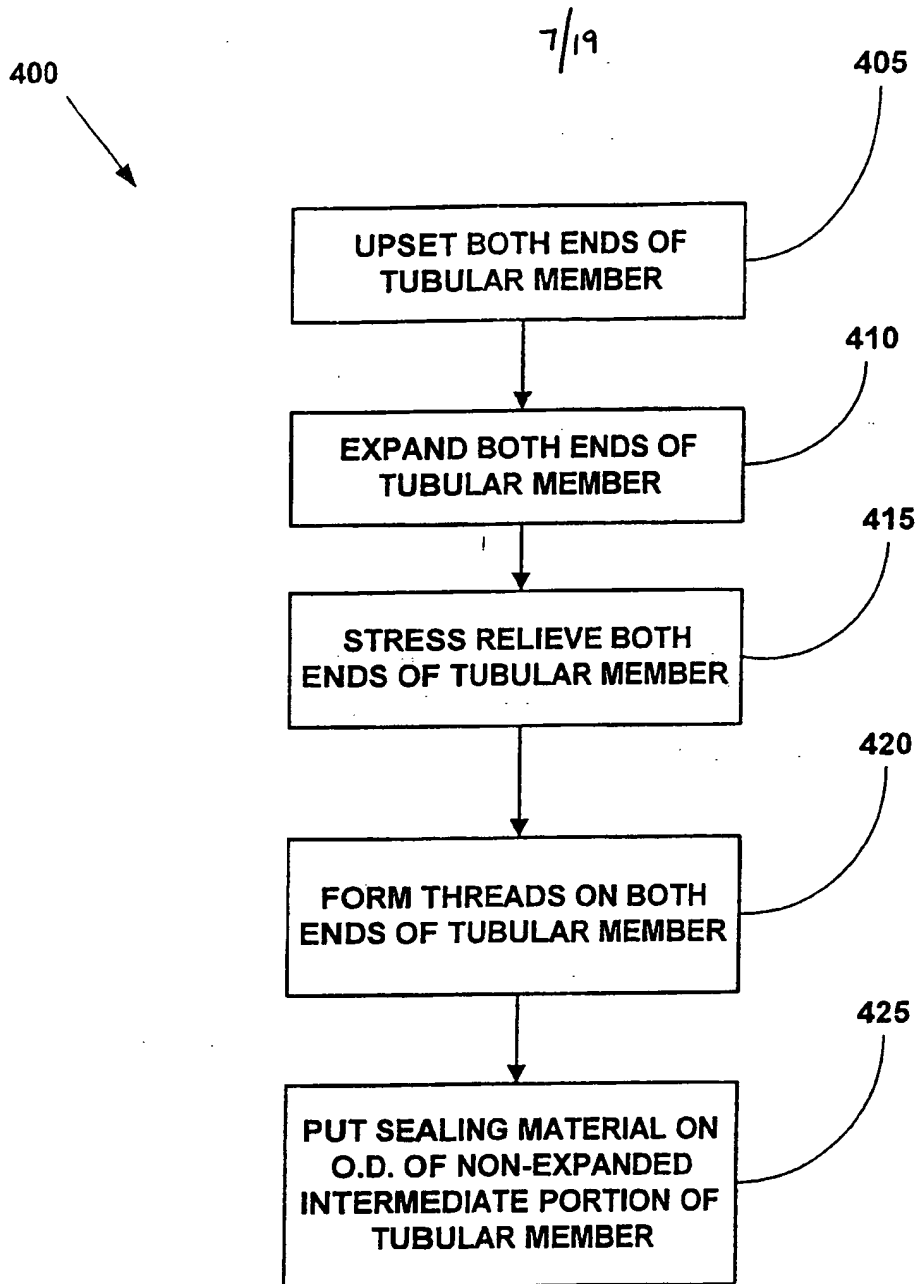 7/19
400
405
UPSET BOTH ENDS OF
TUBULAR MEMBER
410
EXPAND BOTH ENDS OF
TUBULAR MEMBER
415
STRESS RELIEVE BOTH
ENDS OF TUBULAR MEMBER
420
FORM THREADS ON BOTH
ENDS OF TUBULAR MEMBER
425
PUT SEALING MATERIAL ON
O.D. OF NON-EXPANDED
INTERMEDIATE PORTION OF
TUBULAR MEMBER